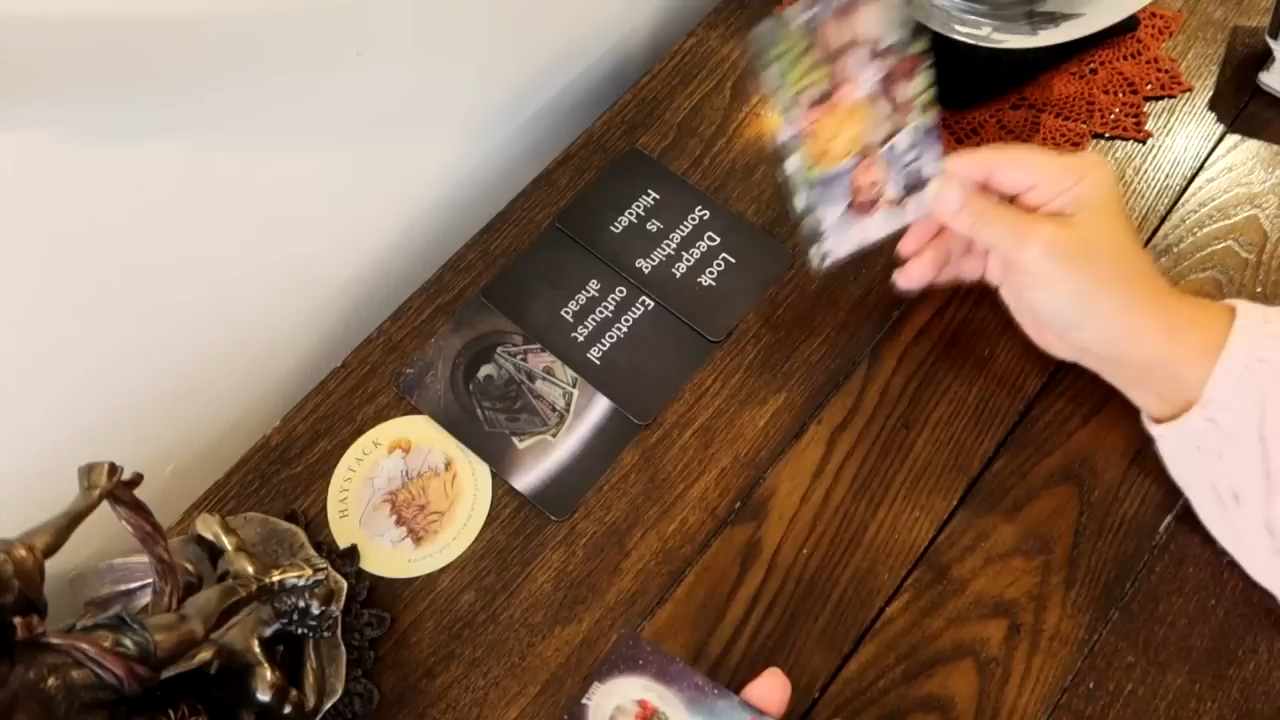 Look
Deeper
Something
is
Hidden
Emotional
outburst
ahead
HAYSTACK